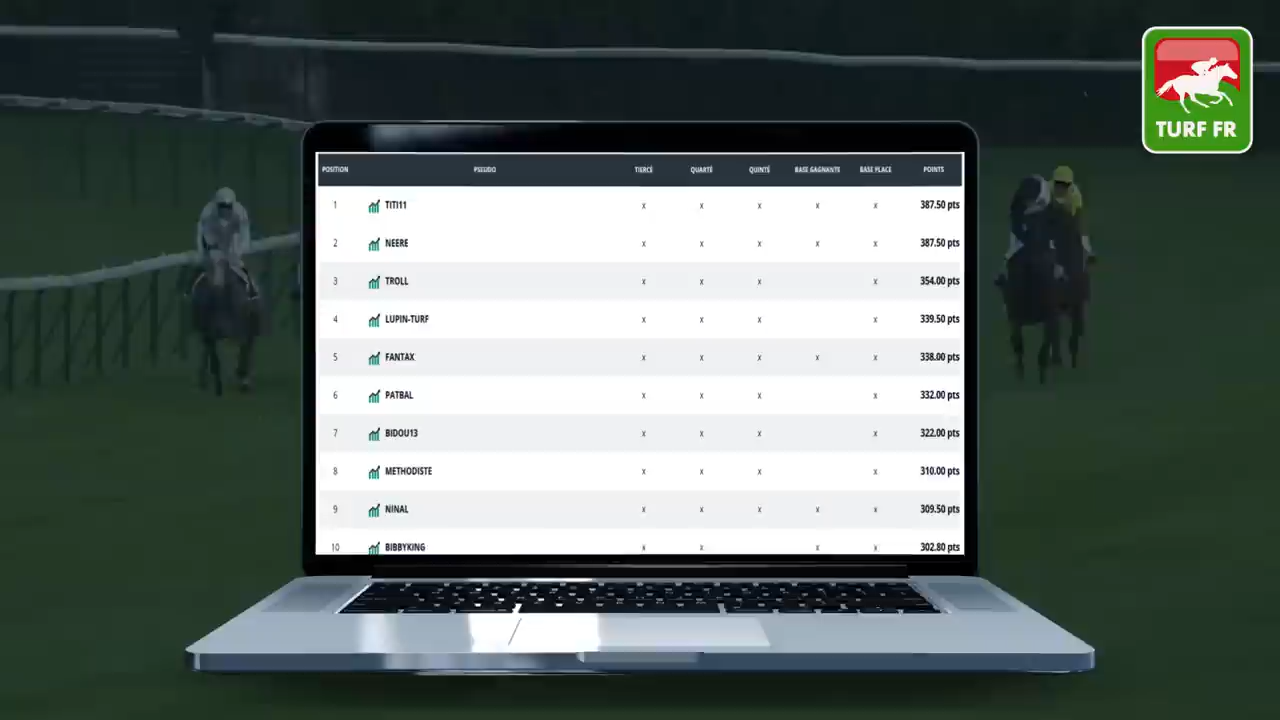 TURF FR
POSITION PSEUDO TIERCÉ QUARTÉ QUINTÉ BASE GAGNANTE BASE PLACE POINTS
1 TITI11 x x x x x 387.50 pts
2 NEERE x x x x x 387.50 pts
3 TROLL x x x x 354.00 pts
4 LUPIN-TURF x x x x 339.50 pts
5 FANTAX x x x x x 338.00 pts
6 PATBAL x x x x 332.00 pts
7 BIDOU13 x x x x 322.00 pts
8 METHODISTE x x x x 310.00 pts
9 NINAL x x x x x 309.50 pts
10 BIBBYKING x x x x 302.80 pts